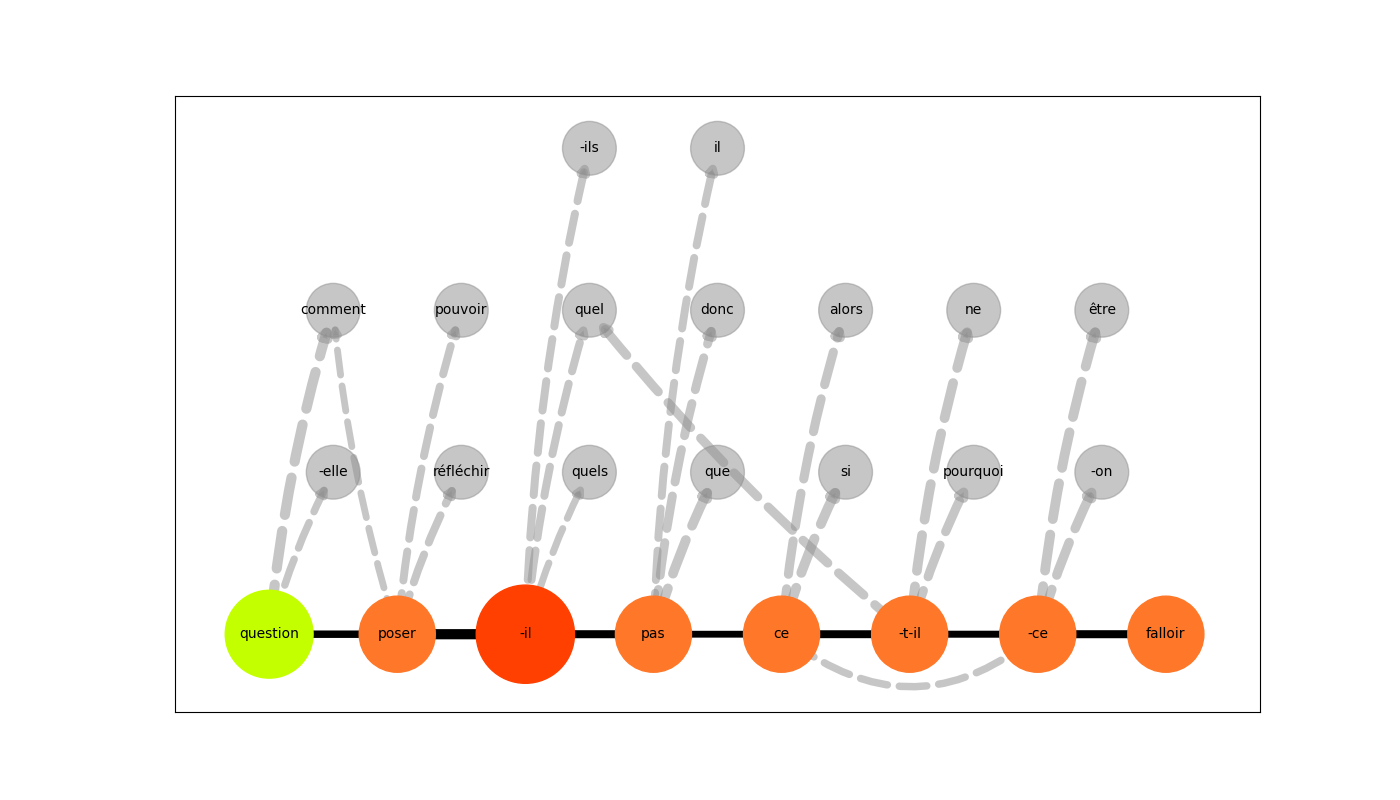 -ils il
comment pouvoir quel donc alors ne être
-elle réfléchir quels que si pourquoi -on
question poser -il pas ce -t-il -ce falloir